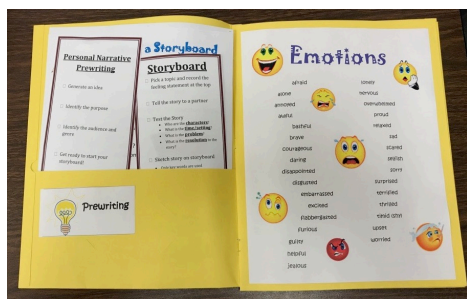 Personal Narrative
Prewriting
Generate an idea
Identify the purpose
Identify the audience and
genre
Get ready to start your
storyboard!
a Storyboard
Storyboard
Pick a topic and record the
feeling statement at the top
Tell the story to a partner
Test the Story
Who are the characters?
What is the time/setting?
What is the problem?
What is the resolution to the
story?
Sketch story on storyboard
Prewriting
Emotions
afraid
alone
annoyed
awful
bashful
brave
courageous
daring
disappointed
disgusted
embarrassed
excited
flabbergasted
furious
guilty
helpful
jealous
lonely
nervous
overwhelmed
proud
relaxed
sad
scared
selfish
sorry
surprised
terrified
thrilled
timid (shy)
upset
worried